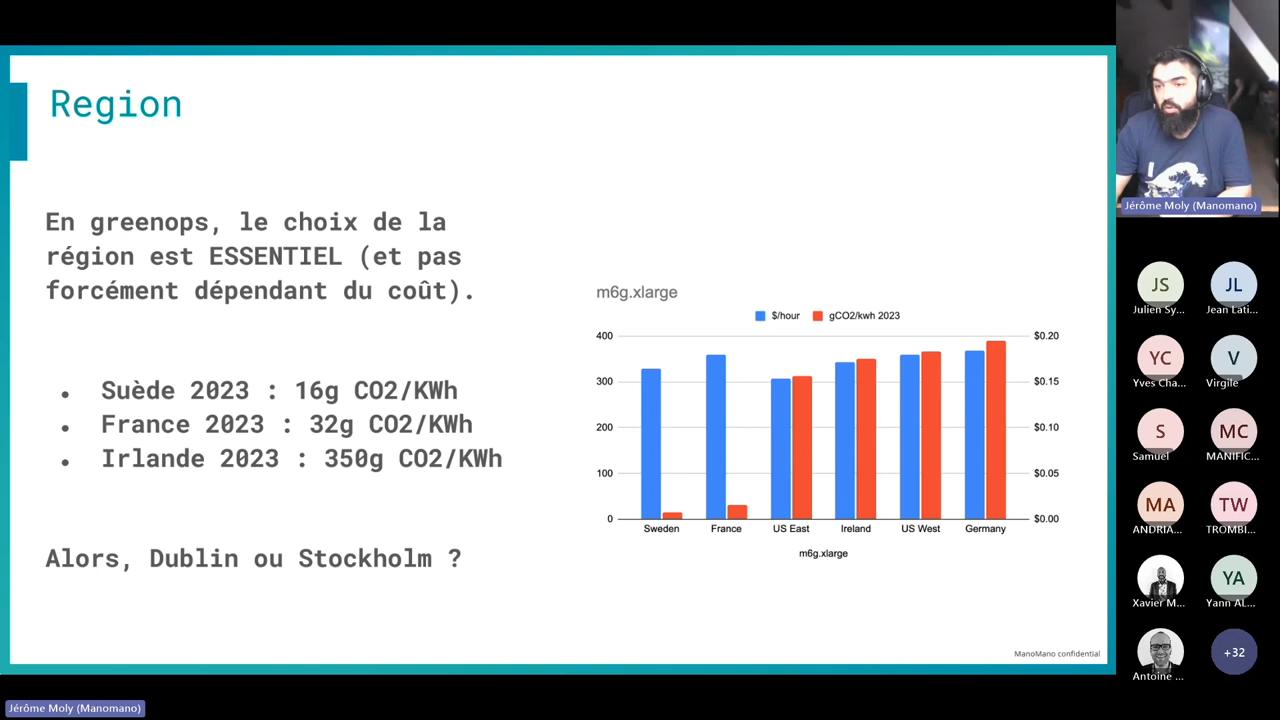 Region
En greenops, le choix de la
région est ESSENTIEL (et pas
forcément dépendant du coût).
• Suède 2023 : 16g CO2/KWh
• France 2023 : 32g CO2/KWh
• Irlande 2023 : 350g CO2/KWh
Alors, Dublin ou Stockholm ?
m6g.xlarge
$/hour gCO2/kwh 2023
400 $0.20
300 $0.15
200 $0.10
100 $0.05
0 $0.00
Sweden France US East Ireland US West Germany
m6g.xlarge
ManoMano confidential
Jérôme Moly (Manomano)
JS JL
Julien Sy... Jean Lati...
YC V
Yves Cha... Virgile
S MC
Samuel MANIFIC...
MA TW
ANDRIA... TROMBI...
YA
Xavier M... Yann AL...
+32
Antoine ...
Jérôme Moly (Manomano)